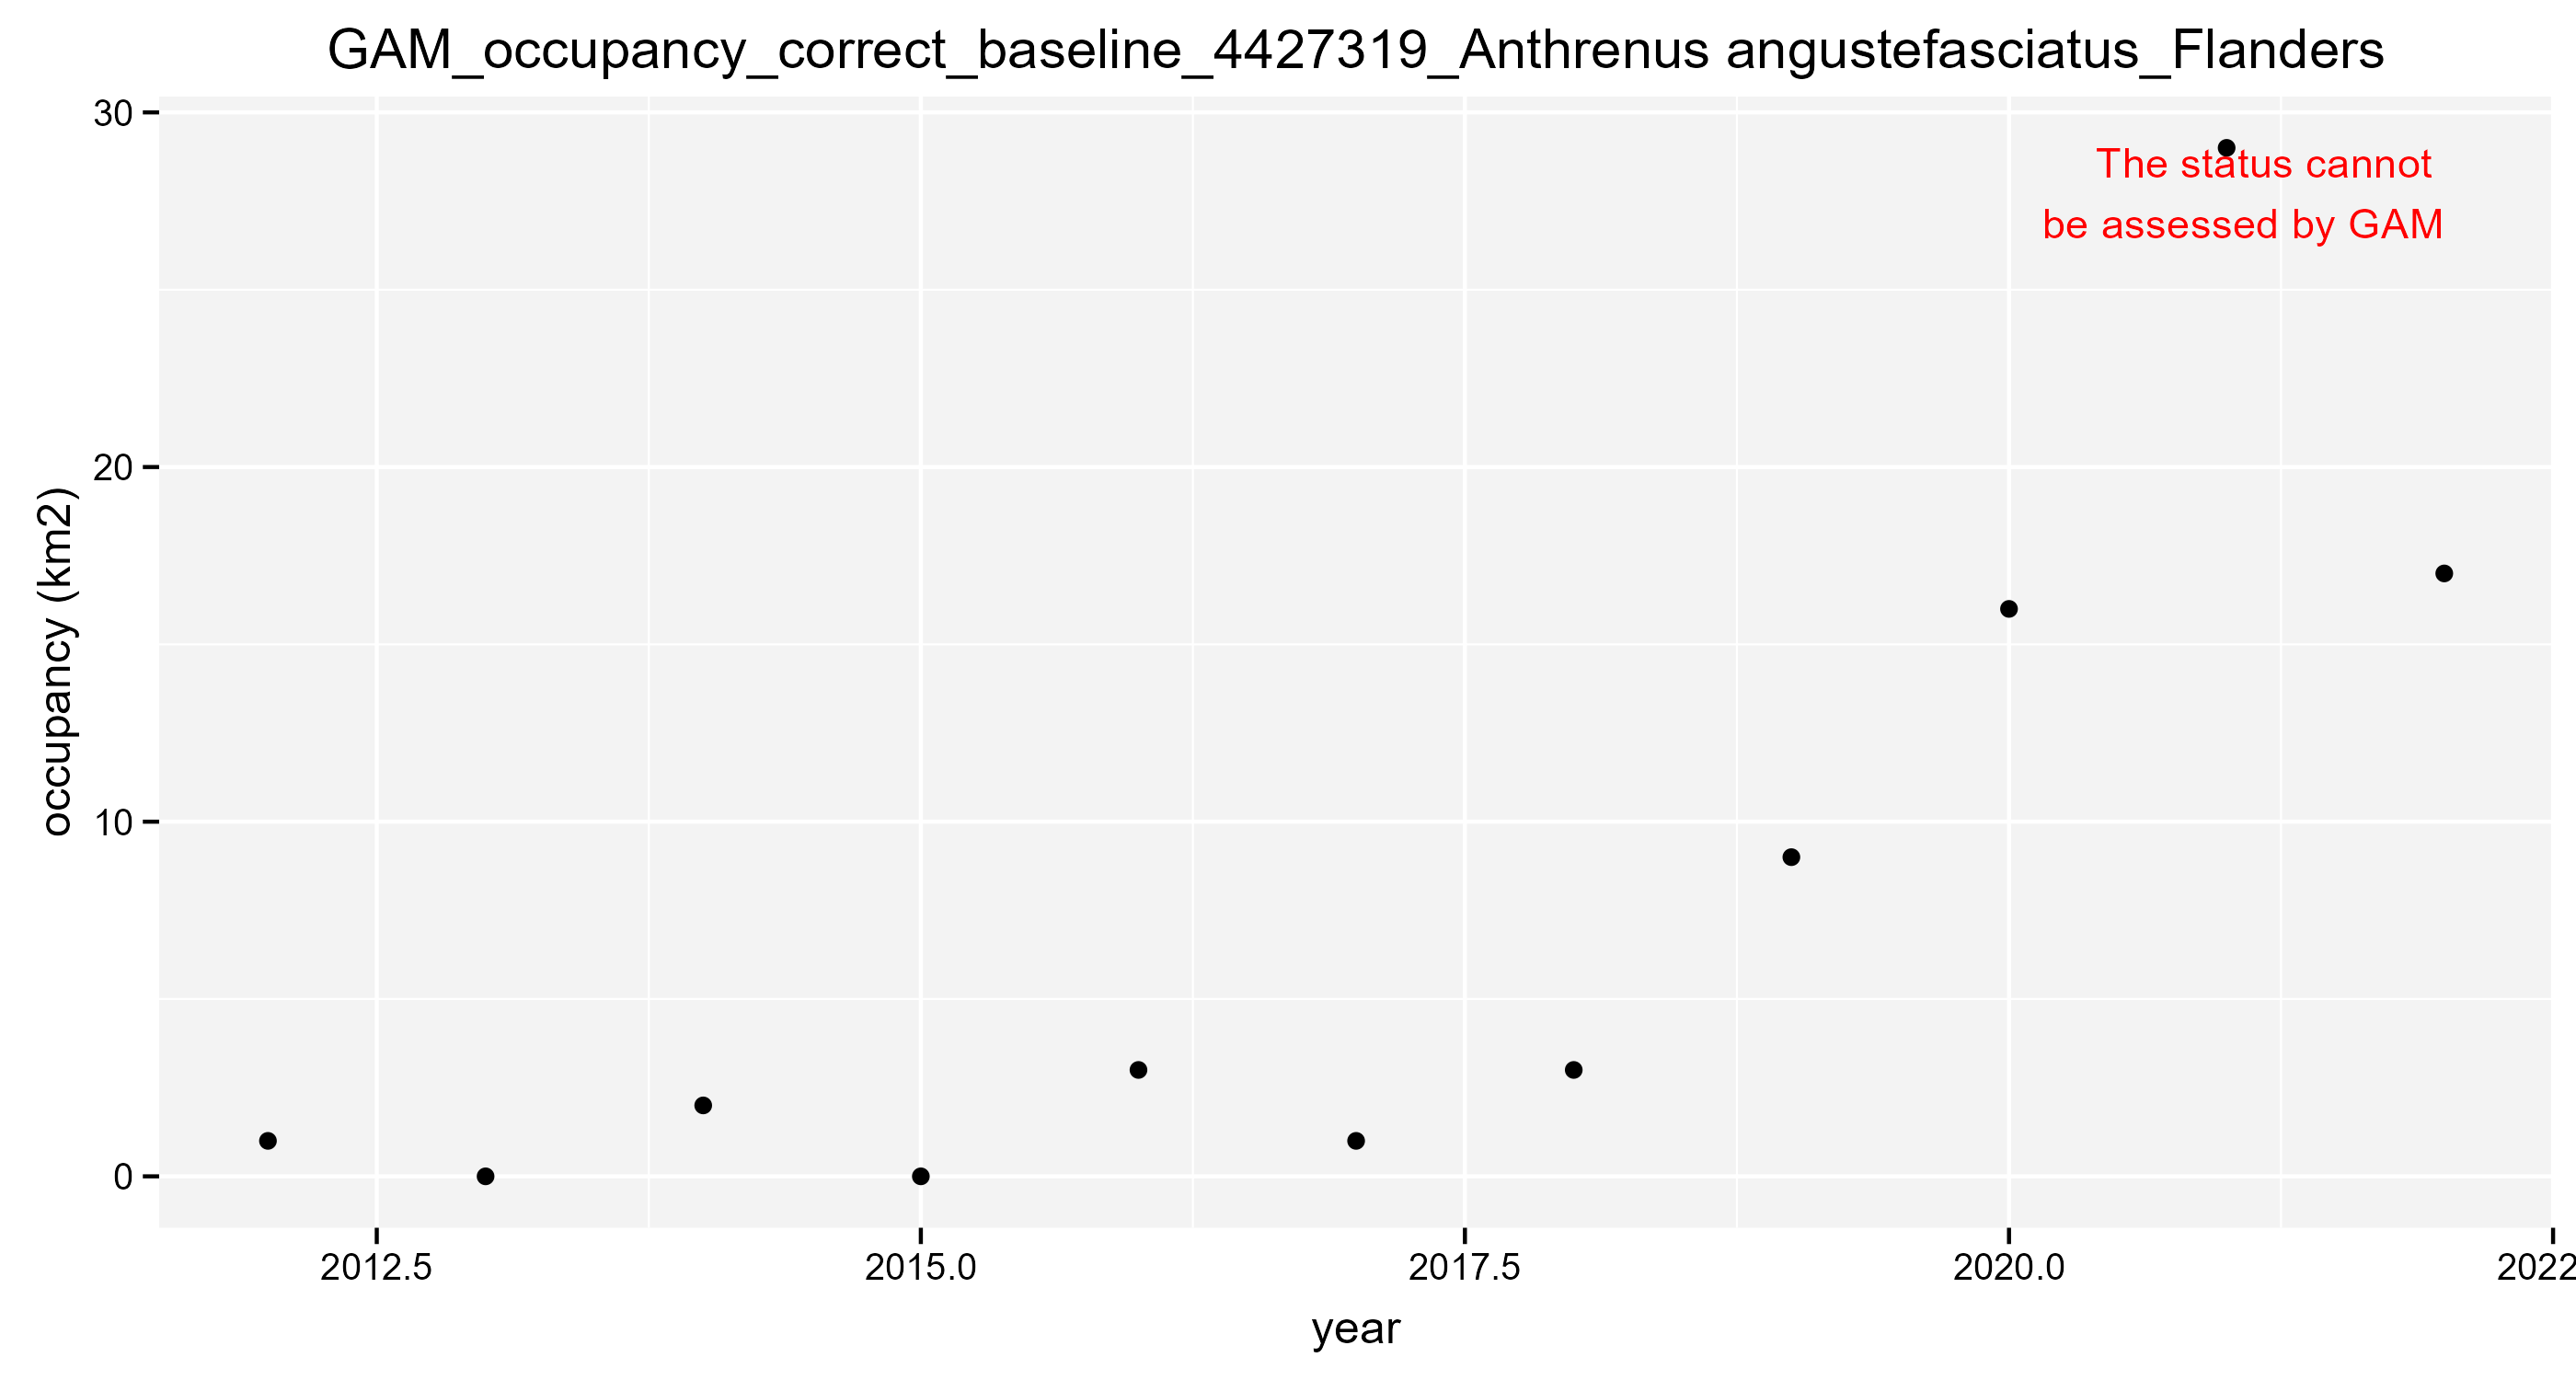 GAM_occupancy_correct_baseline_4427319_Anthrenus angustefasciatus_Flanders
30
The status cannot
be assessed by GAM
20
occupancy (km2)
10
0
2012.5 2015.0 2017.5 2020.0 2022
year